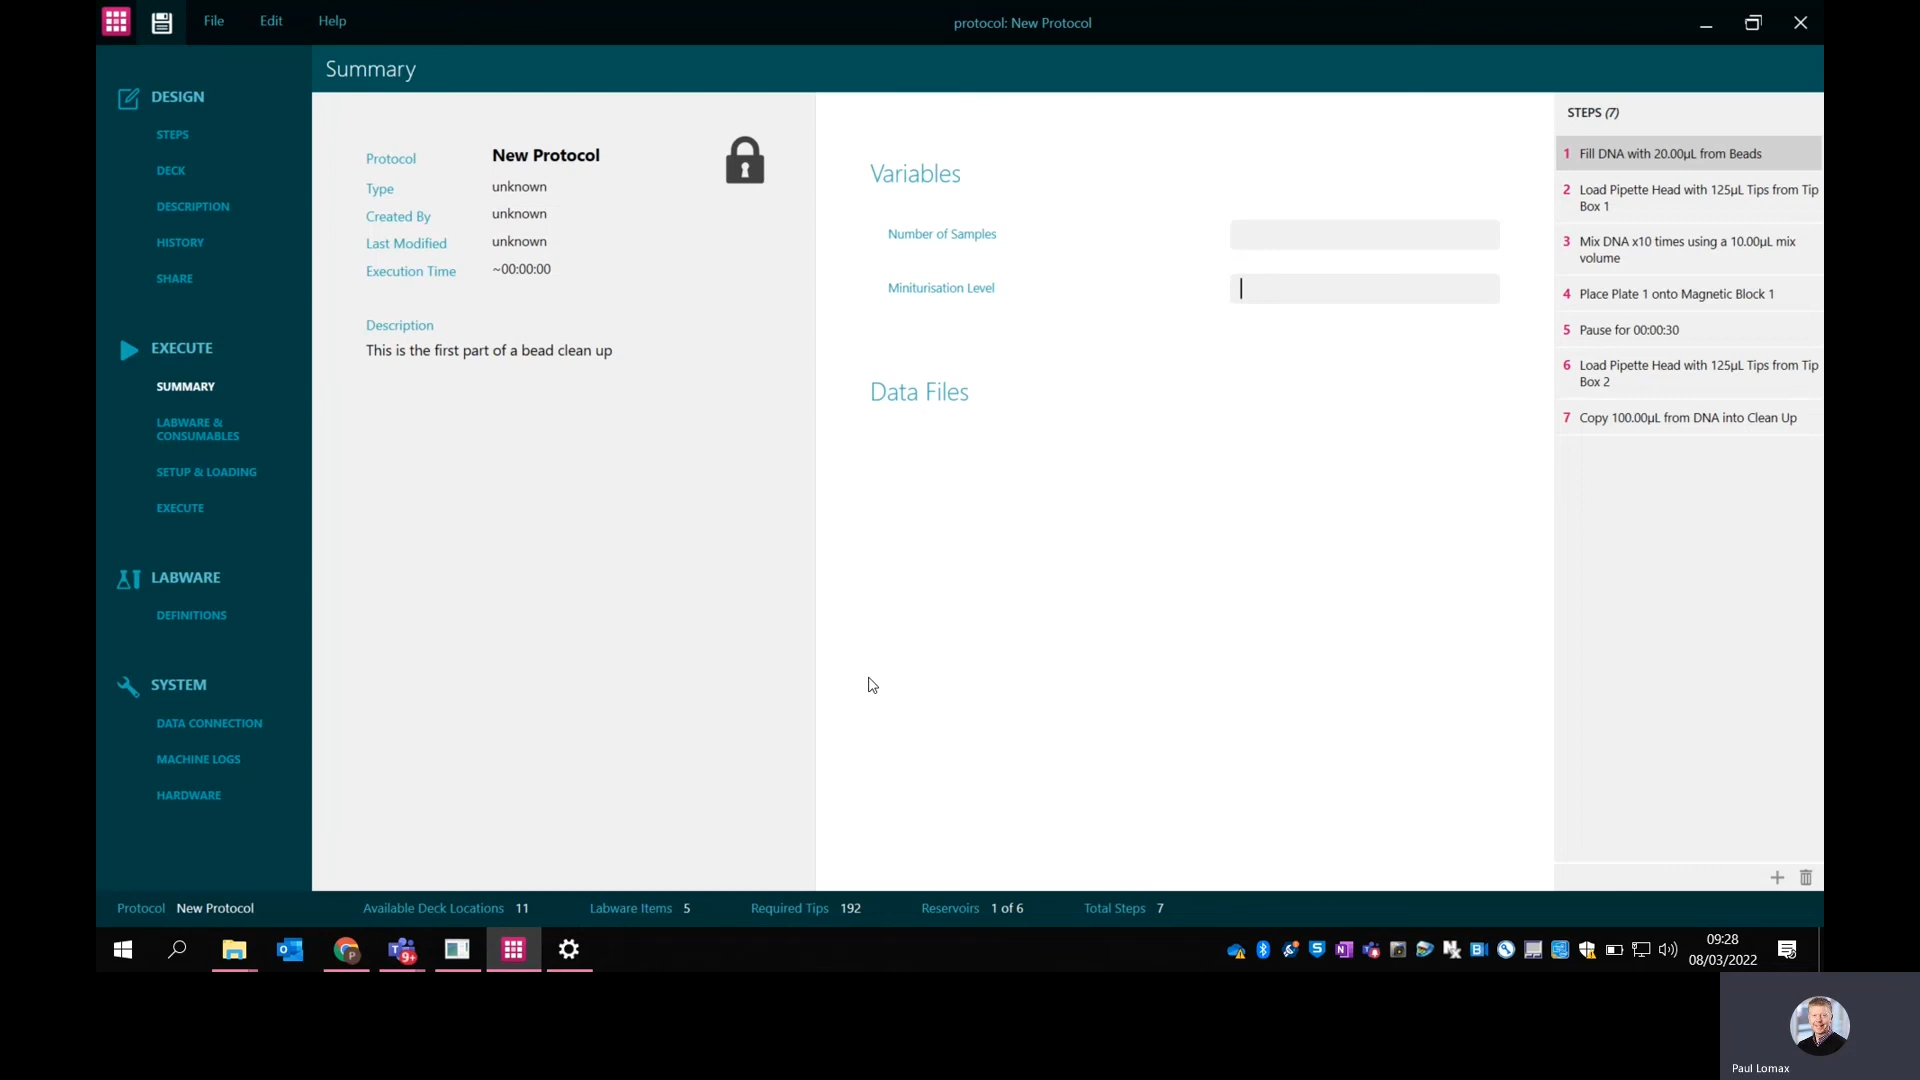 File Edit Help
protocol: New Protocol
Summary
DESIGN
STEPS
DECK
DESCRIPTION
HISTORY
SHARE
EXECUTE
SUMMARY
LABWARE &
CONSUMABLES
SETUP & LOADING
EXECUTE
LABWARE
DEFINITIONS
SYSTEM
DATA CONNECTION
MACHINE LOGS
HARDWARE
Protocol New Protocol
Type unknown
Created By unknown
Last Modified unknown
Execution Time ~00:00:00
Description
This is the first part of a bead clean up
Variables
Number of Samples
Miniturisation Level
Data Files
STEPS (7)
1 Fill DNA with 20.00µL from Beads
2 Load Pipette Head with 125µL Tips from Tip
Box 1
3 Mix DNA x10 times using a 10.00µL mix
volume
4 Place Plate 1 onto Magnetic Block 1
5 Pause for 00:00:30
6 Load Pipette Head with 125µL Tips from Tip
Box 2
7 Copy 100.00µL from DNA into Clean Up
Protocol New Protocol Available Deck Locations 11 Labware Items 5 Required Tips 192 Reservoirs 1 of 6 Total Steps 7
9+
09:28
08/03/2022
Paul Lomax